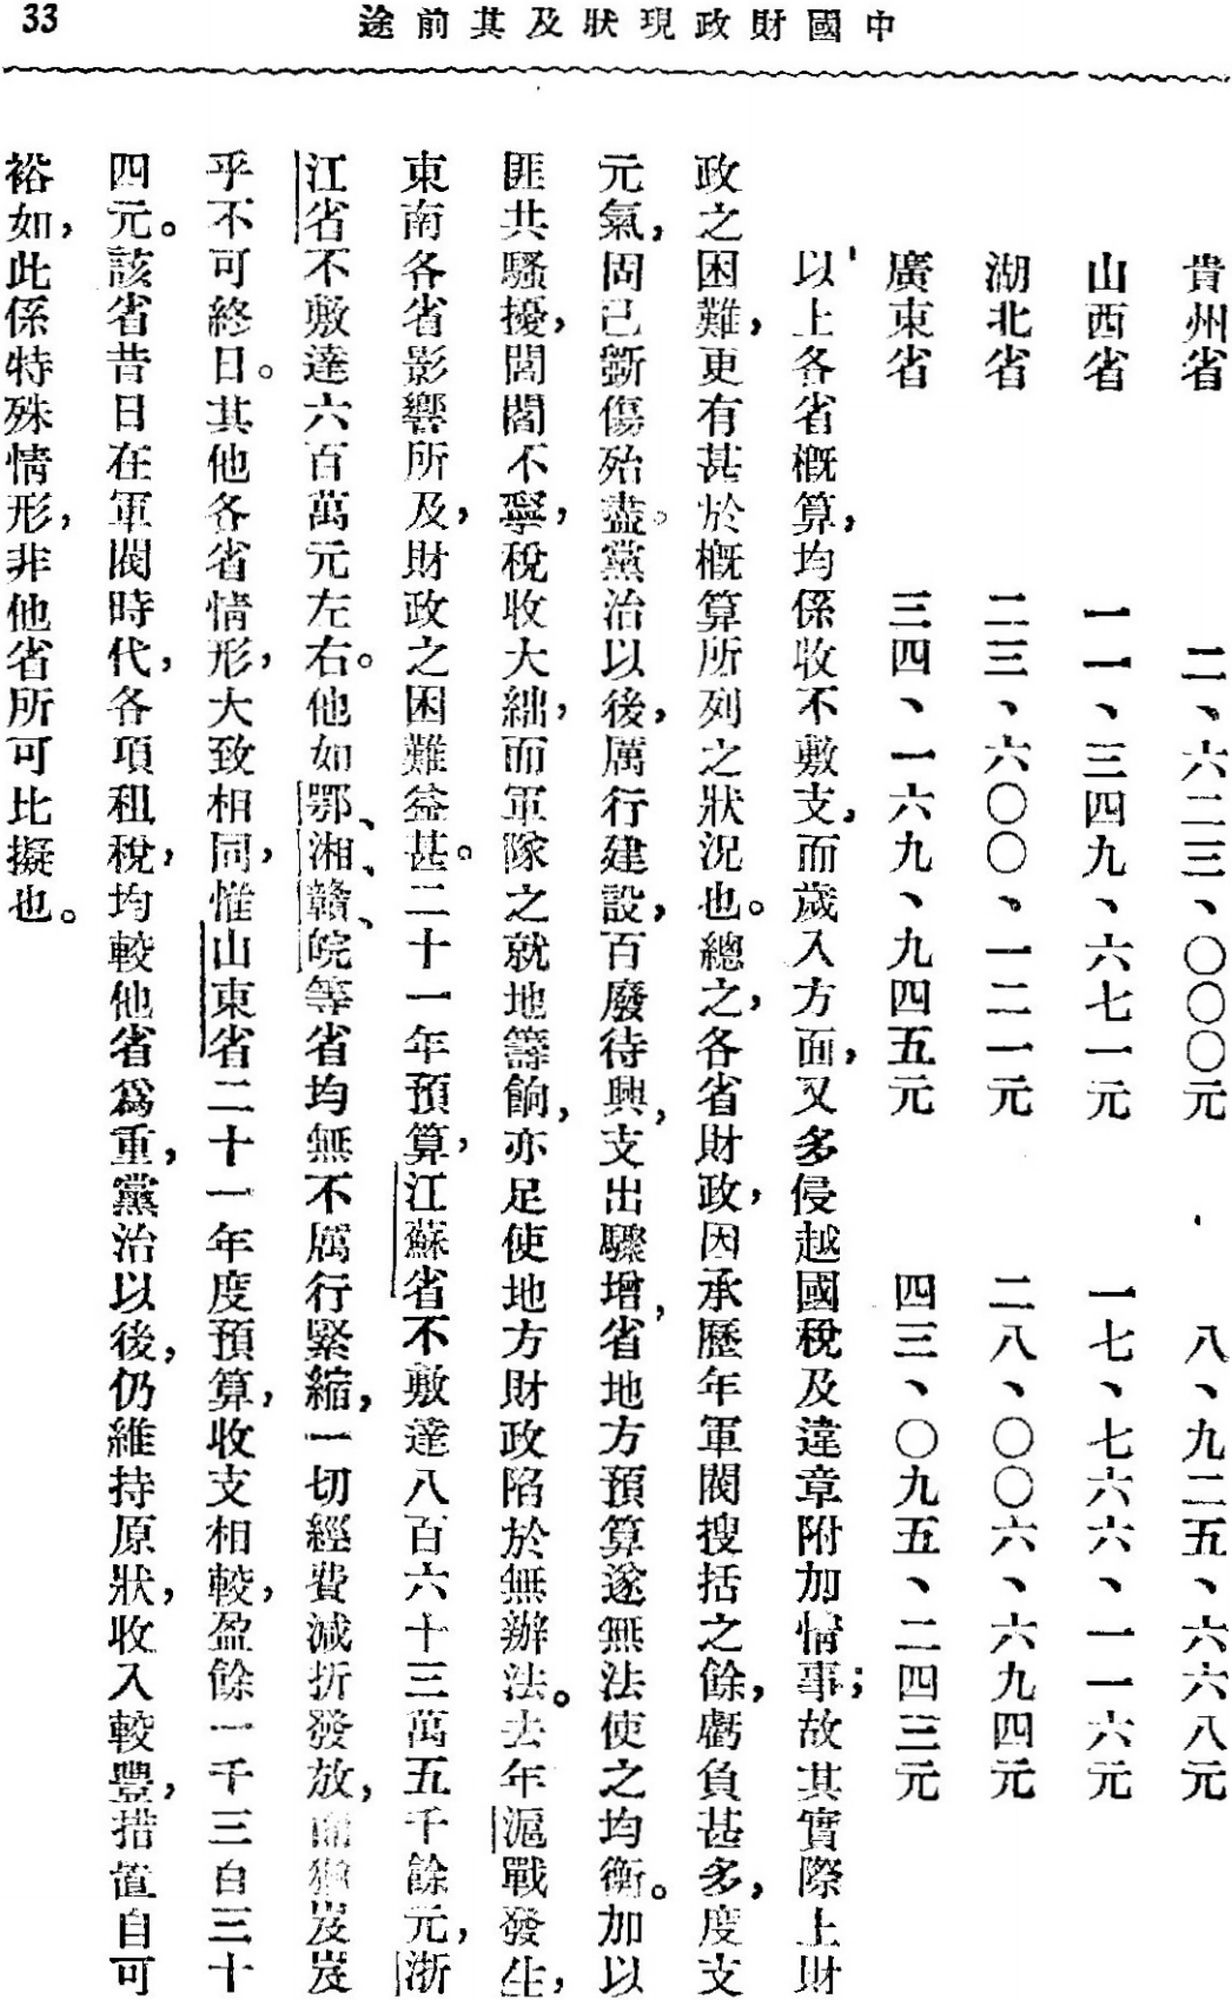 33
中國財政現狀及其前途
貴州省 二、六二三、〇〇〇元 八、九二五、六六八元
山西省 一一、三四九、六七一元 一七、七六六、一一六元
湖北省 二三、六〇〇、一二一元 二八、〇〇六、六九四元
廣東省 三四、一六九、九四五元 四三、〇九五、二四三元
以上各省概算，均係收不敷支，而歲入方面，又多侵越國稅及違章附加情事；故其實際上財
政之困難，更有甚於概算所列之狀況也。總之，各省財政，因承歷年軍閥搜括之餘，虧負甚多，度支
元氣，固已斲傷殆盡。黨治以後，厲行建設，百廢待興，支出驟增，省地方預算遂無法使之均衡。加以
匪共騷擾，閭閻不寧，稅收大絀，而軍隊之就地籌餉，亦足使地方財政陷於無辦法。去年滬戰發生，
東南各省影響所及，財政之困難益甚。二十一年預算，江蘇省不敷達八百六十三萬五千餘元，浙
江省不敷達六百萬元左右。他如鄂、湘、贛、皖等省均無不厲行緊縮，一切經費減折發放，而猶岌岌
乎不可終日。其他各省情形，大致相同，惟山東省二十一年度預算，收支相較，盈餘一千三百三十
四元。該省昔日在軍閥時代，各項租稅，均較他省為重，黨治以後，仍維持原狀，收入較豐，措置自可
裕如，此係特殊情形，非他省所可比擬也。